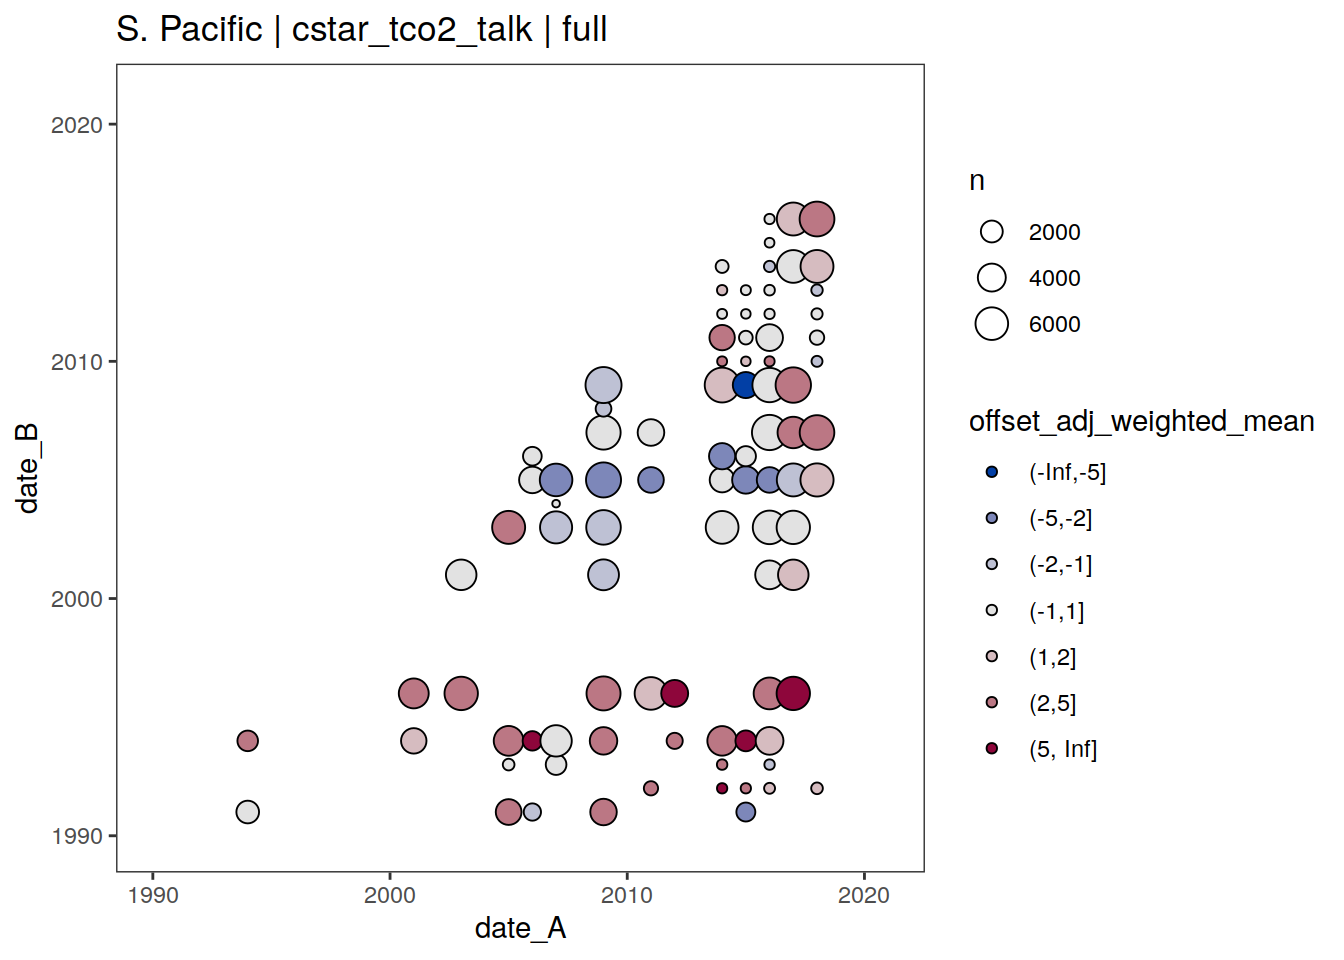 S. Pacific | cstar_tco2_talk | full
2020
2010
2000
1990
date_B
1990
2000
2010
2020
date_A
n
2000
4000
6000
offset_adj_weighted_mean
(-Inf,-5]
(-5,-2]
(-2,-1]
(-1,1]
(1,2]
(2,5]
(5, Inf]